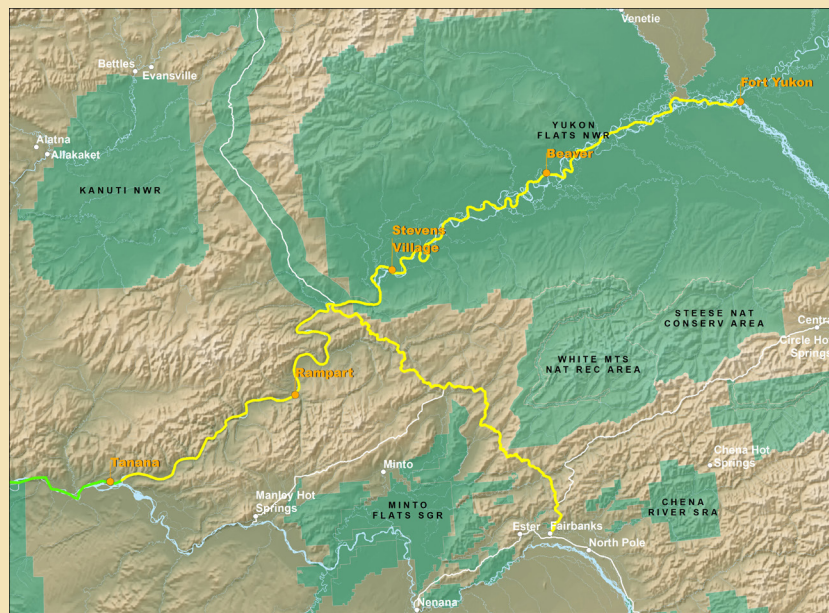 Venetie
Bettles
Evansville
Fort Yukon
YUKON
FLATS NWR
Alatna
Allakaket
Beaver
KANUTI NWR
Stevens
Village
STEESE NAT
CONSERV AREA
Centra
Circle Hot
Springs
WHITE MTS
NAT REC AREA
Rampart
Tanana
Minto
Chena Hot
Springs
Manley Hot
Springs
MINTO
FLATS SGR
CHENA
RIVER SRA
Ester
Fairbanks
North Pole
Nenana